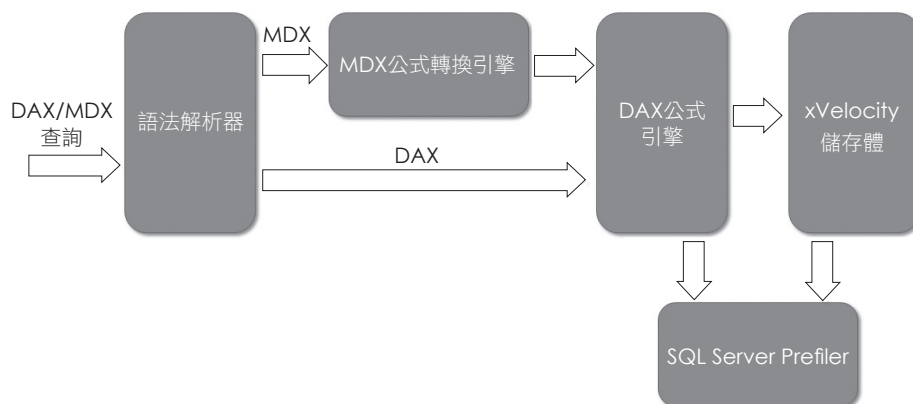 DAX/MDX
查詢
語法解析器
MDX
MDX公式轉換引擎
DAX
DAX公式
引擎
xVelocity
儲存體
SQL Server Prefiler